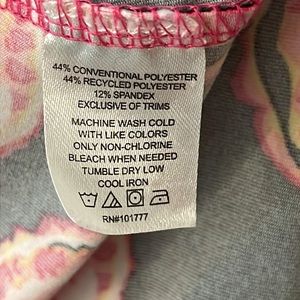 44% CONVENTIONAL POLYESTER
44% RECYCLED POLYESTER
12% SPANDEX
EXCLUSIVE OF TRIMS
MACHINE WASH COLD
WITH LIKE COLORS
ONLY NON-CHLORINE
BLEACH WHEN NEEDED
TUMBLE DRY LOW
COOL IRON
RN#101777